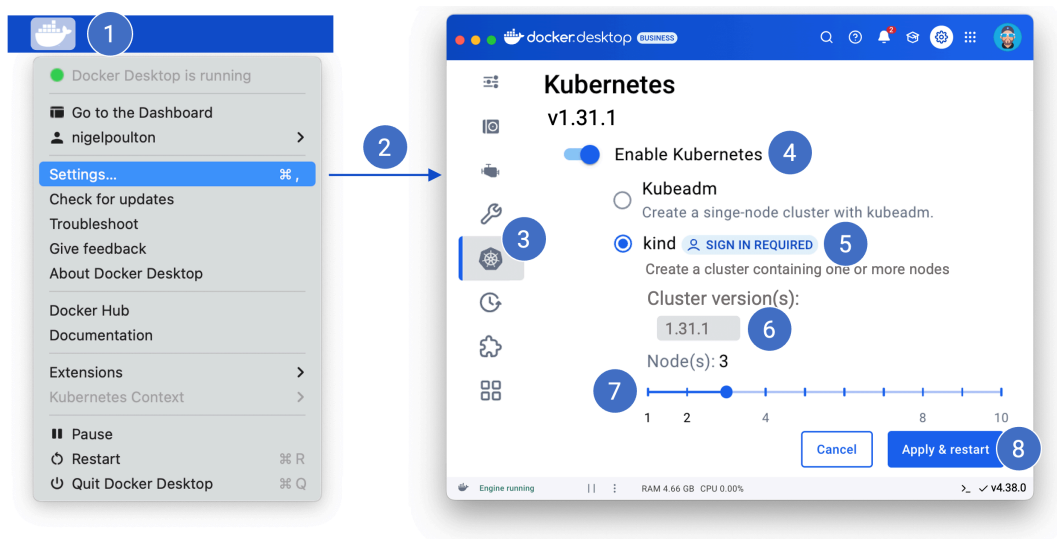 1
Docker Desktop is running
Go to the Dashboard
nigelpoulton
Settings... ⌘ ,
Check for updates
Troubleshoot
Give feedback
About Docker Desktop
Docker Hub
Documentation
Extensions
Kubernetes Context
Pause
Restart ⌘ R
Quit Docker Desktop ⌘ Q
2
docker.desktop BUSINESS
2
Kubernetes
v1.31.1
Enable Kubernetes 4
Kubeadm
Create a singe-node cluster with kubeadm.
3
kind SIGN IN REQUIRED 5
Create a cluster containing one or more nodes
Cluster version(s):
1.31.1 6
Node(s): 3
7
1 2 4 8 10
Cancel Apply & restart 8
Engine running RAM 4.66 GB CPU 0.00% >_ ✓ v4.38.0